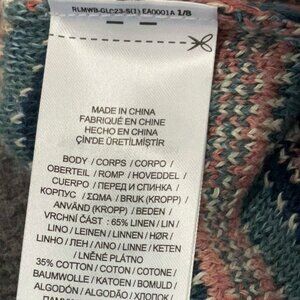 RLMWB-GLC23-S(1) EA0001A 1/B
MADE IN CHINA
FABRIQUÉ EN CHINE
HECHO EN CHINA
ÇİN'DE ÜRETİLMİŞTİR
BODY / CORPS / CORPO /
OBERTEIL / ROMP / HOVEDDEL /
CUERPO / ПЕРЕД И СПИНКА /
КОРПУС / ΣΩΜΑ / BRUK (KROPP) /
ANVÄND (KROPP) / BEDEN /
VRCHNÍ ČÁST : 65% LINEN / LIN /
LINO / LEINEN / LINNEN / HØR /
LINHO / ЛЕН / ΛΙΝΟ / LINNE / KETEN
/ LNĚNÉ PLÁTNO
35% COTTON / COTON / COTONE /
BAUMWOLLE / KATOEN / BOMULD /
ALGODÓN / ALGODÃO / ХЛОПОК /